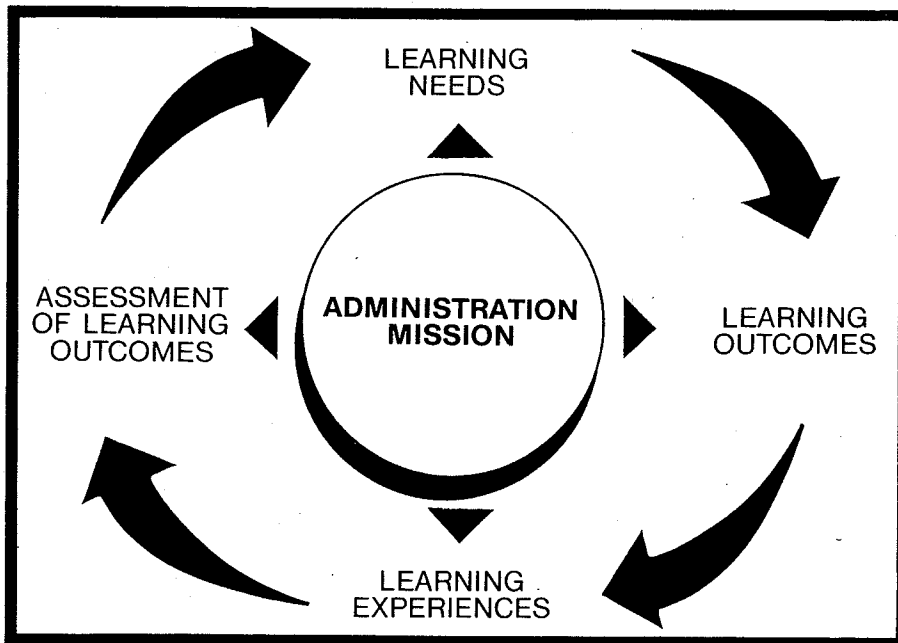 LEARNING
NEEDS
ADMINISTRATION
MISSION
ASSESSMENT
OF LEARNING
OUTCOMES
LEARNING
OUTCOMES
LEARNING
EXPERIENCES